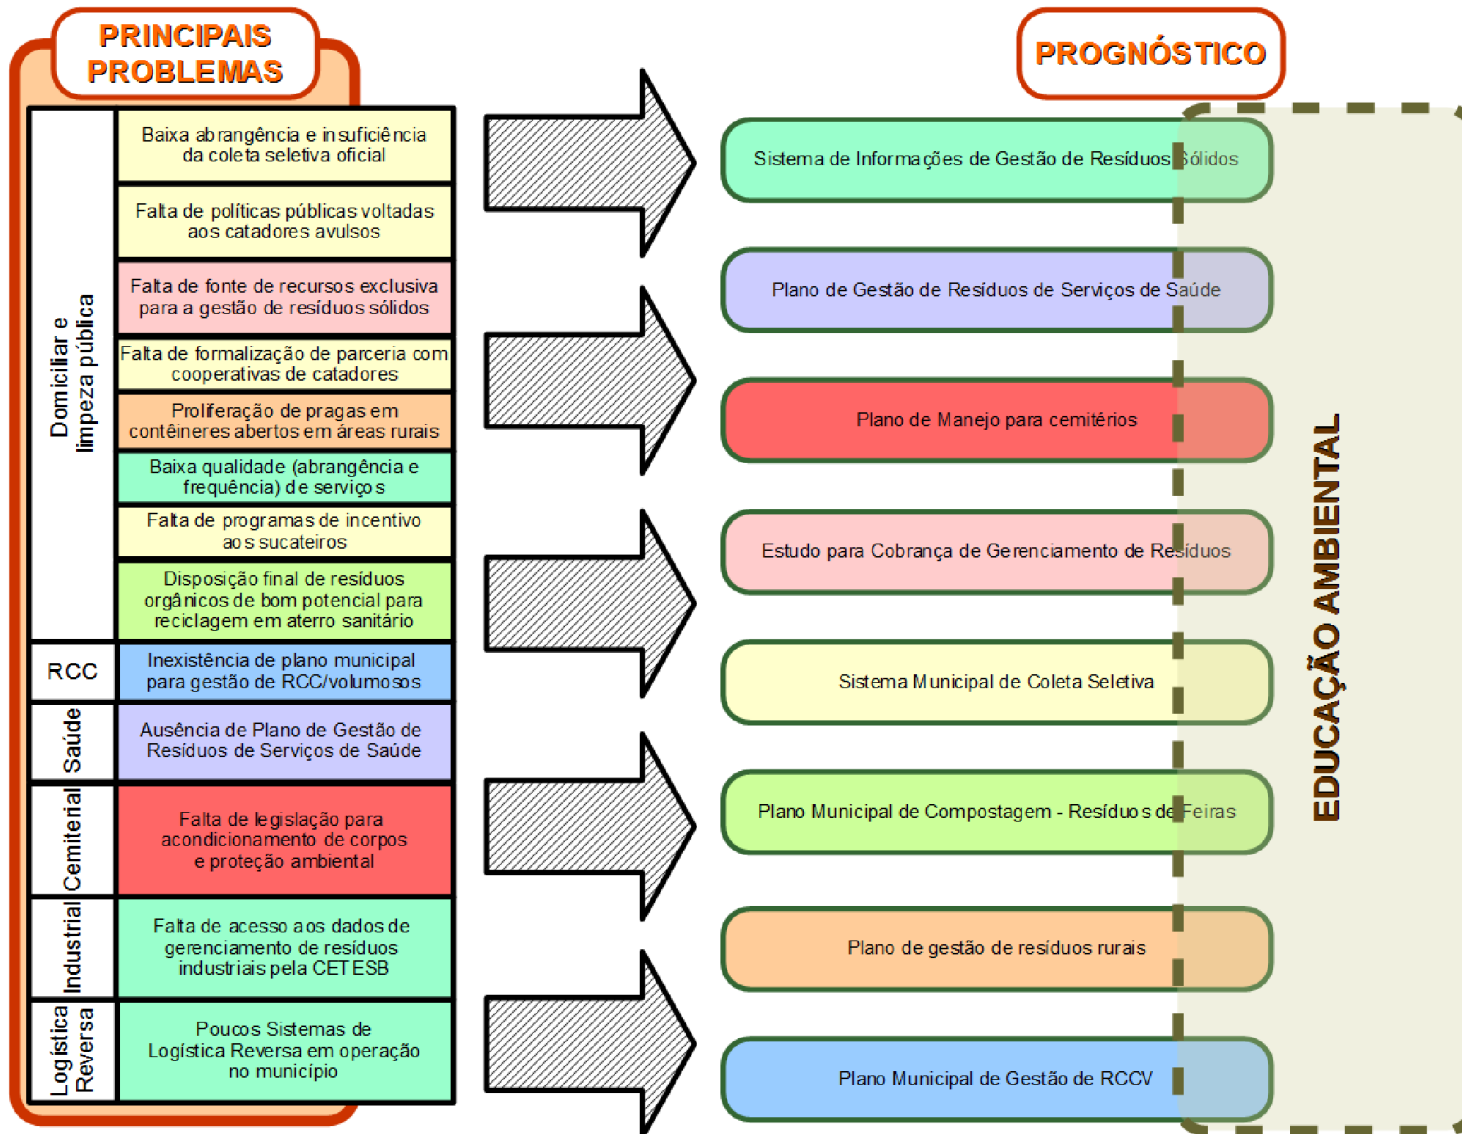 PRINCIPAIS
PROBLEMAS
Domiciliar e
limpeza pública
Baixa abrangência e insuficiência
da coleta seletiva oficial
Falta de políticas públicas voltadas
aos catadores avulsos
Falta de fonte de recursos exclusiva
para a gestão de resíduos sólidos
Falta de formalização de parceria com
cooperativas de catadores
Proliferação de pragas em
contêineres abertos em áreas rurais
Baixa qualidade (abrangência e
frequência) de serviços
Falta de programas de incentivo
aos sucateiros
Disposição final de resíduos
orgânicos de bom potencial para
reciclagem em aterro sanitário
RCC
Inexistência de plano municipal
para gestão de RCC/volumosos
Saúde
Ausência de Plano de Gestão de
Resíduos de Serviços de Saúde
Cemiterial
Falta de legislação para
acondicionamento de corpos
e proteção ambiental
Industrial
Falta de acesso aos dados de
gerenciamento de resíduos
industriais pela CETESB
Logística
Reversa
Poucos Sistemas de
Logística Reversa em operação
no município
PROGNÓSTICO
Sistema de Informações de Gestão de Resíduos Sólidos
Plano de Gestão de Resíduos de Serviços de Saúde
Plano de Manejo para cemitérios
Estudo para Cobrança de Gerenciamento de Resíduos
Sistema Municipal de Coleta Seletiva
Plano Municipal de Compostagem - Resíduos de Feiras
Plano de gestão de resíduos rurais
Plano Municipal de Gestão de RCCV
EDUCAÇÃO AMBIENTAL